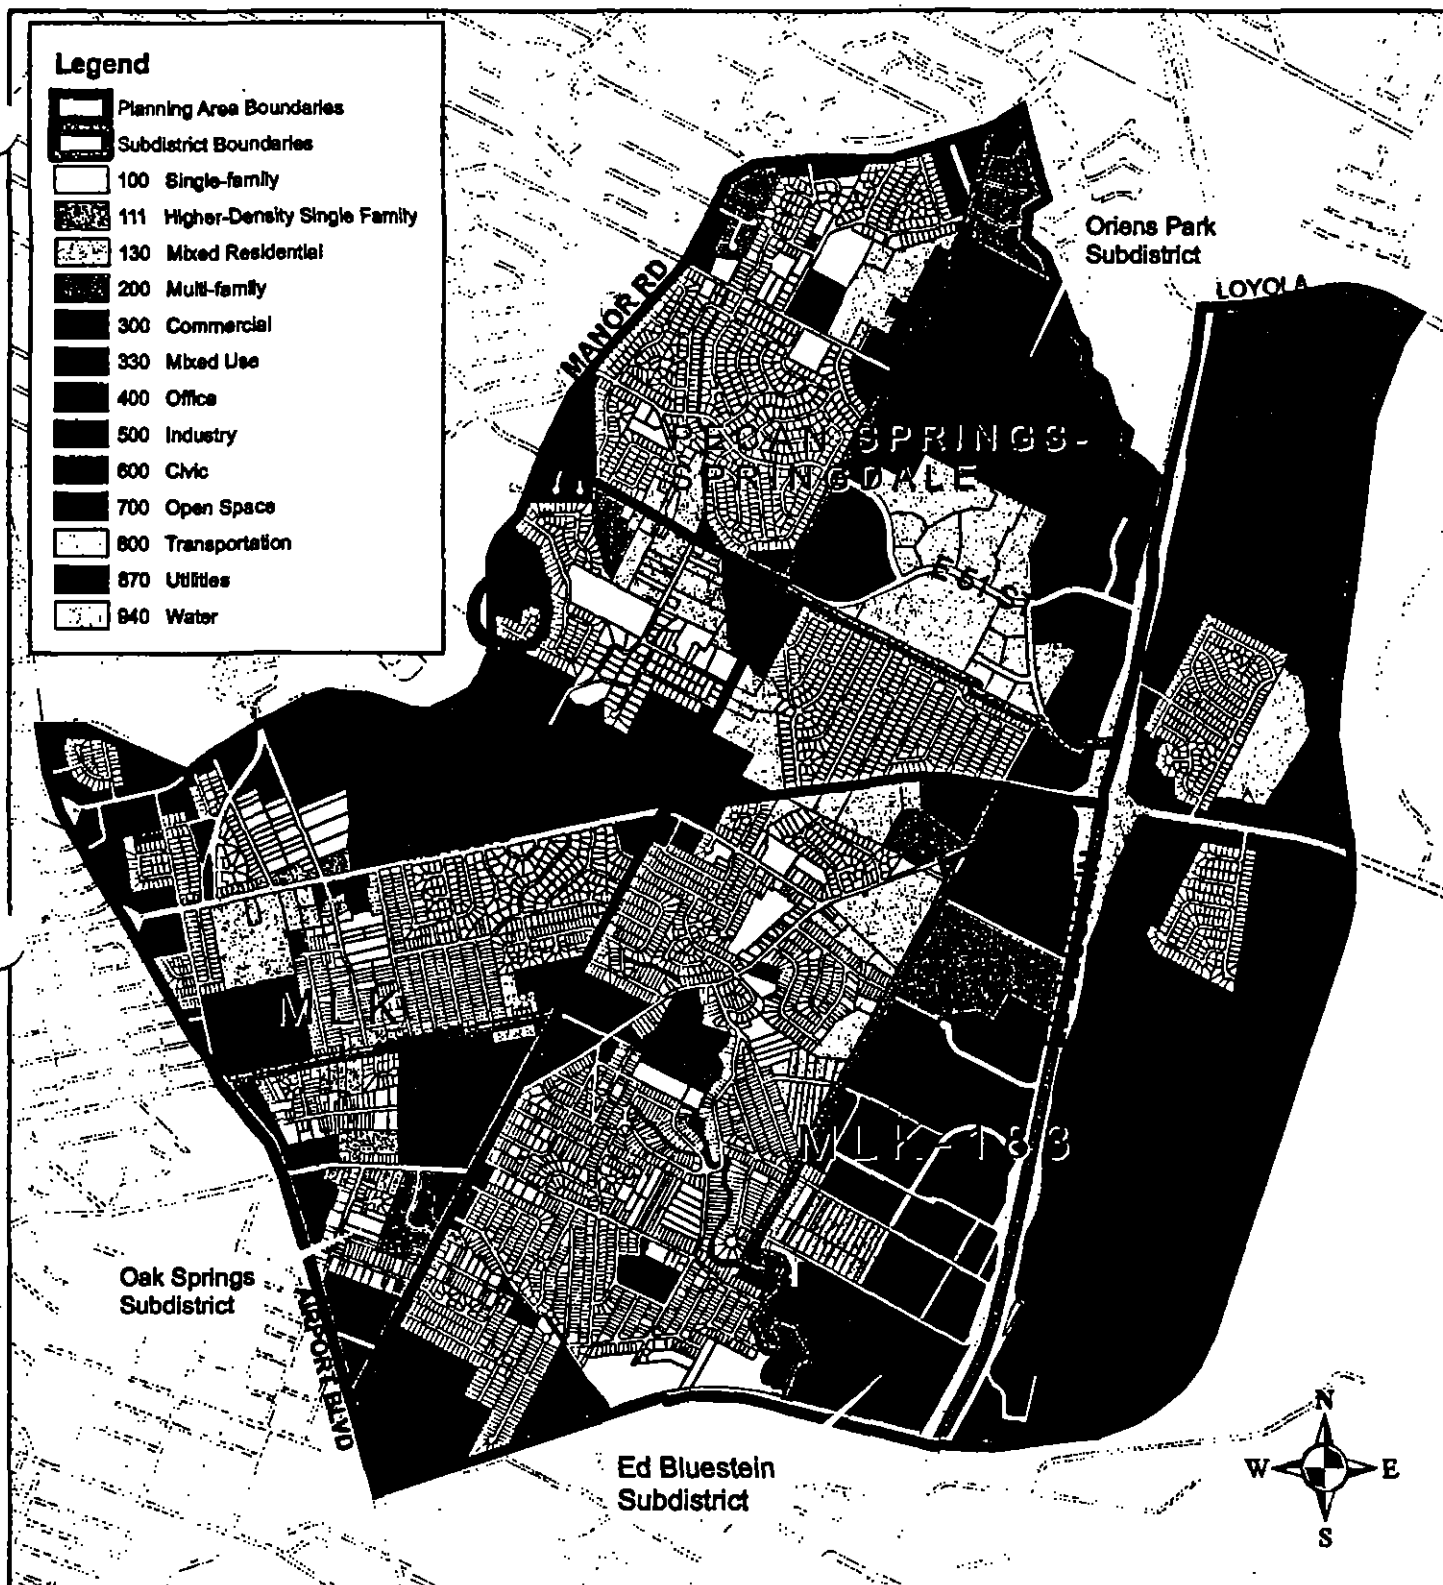 Legend
Planning Area Boundaries
Subdistrict Boundaries
100 Single-family
111 Higher-Density Single Family
130 Mixed Residential
200 Multi-family
300 Commercial
330 Mixed Use
400 Office
500 Industry
600 Civic
700 Open Space
800 Transportation
870 Utilities
940 Water
Oriens Park
Subdistrict
LOYOLA
MANOR RD
PECAN SPRINGS-
SPRINGDALE
E 51 S
MLK
MLK-183
Oak Springs
Subdistrict
AIRPORT BLVD
Ed Bluestein
Subdistrict
N
W E
S